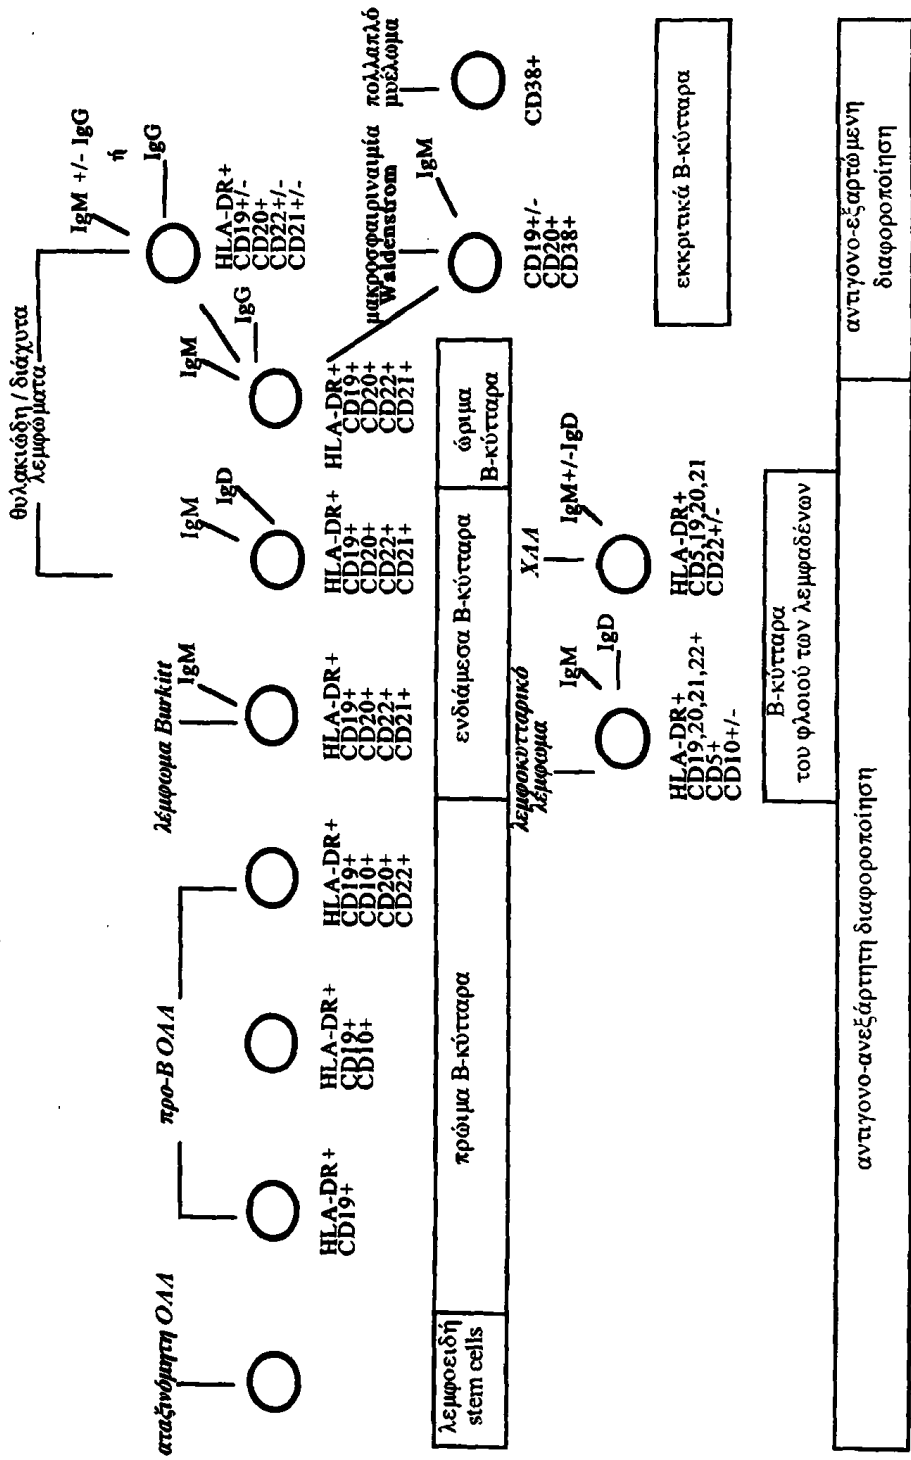 αταξινόμητη ΟΛΛ
προ-Β ΟΛΛ
HLA-DR+
CD19+
HLA-DR+
CD19+
CD10+
HLA-DR+
CD19+
CD10+
CD20+
CD22+
λέμφωμα Burkitt
IgM
HLA-DR+
CD19+
CD20+
CD22+
CD21+
θυλακιώδη / διάχυτα
λεμφώματα
IgM
IgD
HLA-DR+
CD19+
CD20+
CD22+
CD21+
IgM
IgG
HLA-DR+
CD19+
CD20+
CD22+
CD21+
IgM +/- IgG
ή
IgG
HLA-DR+
CD19+/-
CD20+
CD22+/-
CD21+/-
μακροσφαιριναιμία
Waldenstrom
IgM
CD19+/-
CD20+
CD38+
πολλαπλό
μυέλωμα
CD38+
λεμφοειδή
stem cells
πρώιμα Β-κύτταρα
ενδιάμεσα Β-κύτταρα
ώριμα
Β-κύτταρα
εκκριτικά Β-κύτταρα
λεμφοκυτταρικό
λέμφωμα
IgM
IgD
HLA-DR+
CD19,20,21,22+
CD5+
CD10+/-
ΧΛΛ
IgM+/-IgD
HLA-DR+
CD5,19,20,21
CD22+/-
Β-κύτταρα
του φλοιού των λεμφαδένων
αντιγονο-ανεξάρτητη διαφοροποίηση
αντιγονο-εξαρτώμενη
διαφοροποίηση